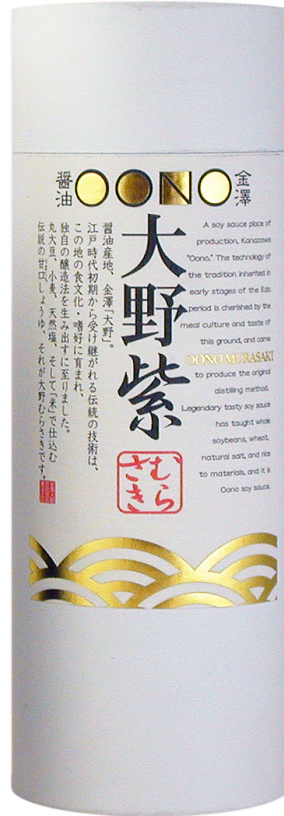 金澤
OONO
醤油
大野紫
むらさき
A soy sauce place of
production, Kanazawa
"Oono." The technology of
the tradition inherited in
early stages of the Edo
period is cherished by the
meal culture and taste of
this ground, and come
OONO MURASAKI
to produce the original
distilling method.
Legendary tasty soy sauce
has taught whole
soybeans, wheat,
natural salt, and rice
to materials, and it is
Oono soy sauce.
醤油産地、金澤「大野」。
江戸時代初期から受け継がれる伝統の技術は、
この地の食文化・嗜好に育まれ、
独自の醸造法を生み出すに至りました。
丸大豆、小麦、天然塩、そして「米」で仕込む
伝説の甘口しょうゆ、それが大野むらさきです。